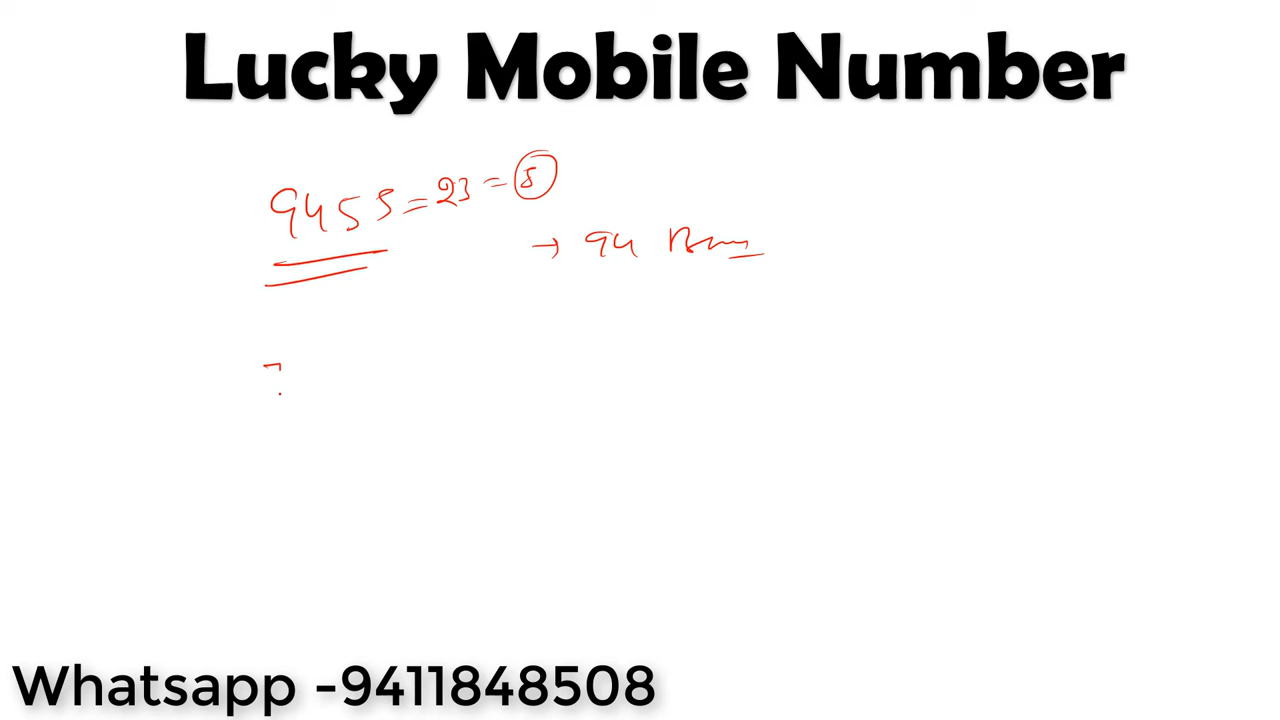 Lucky Mobile Number
9455 = 23 = 5
→ 94
Whatsapp -9411848508